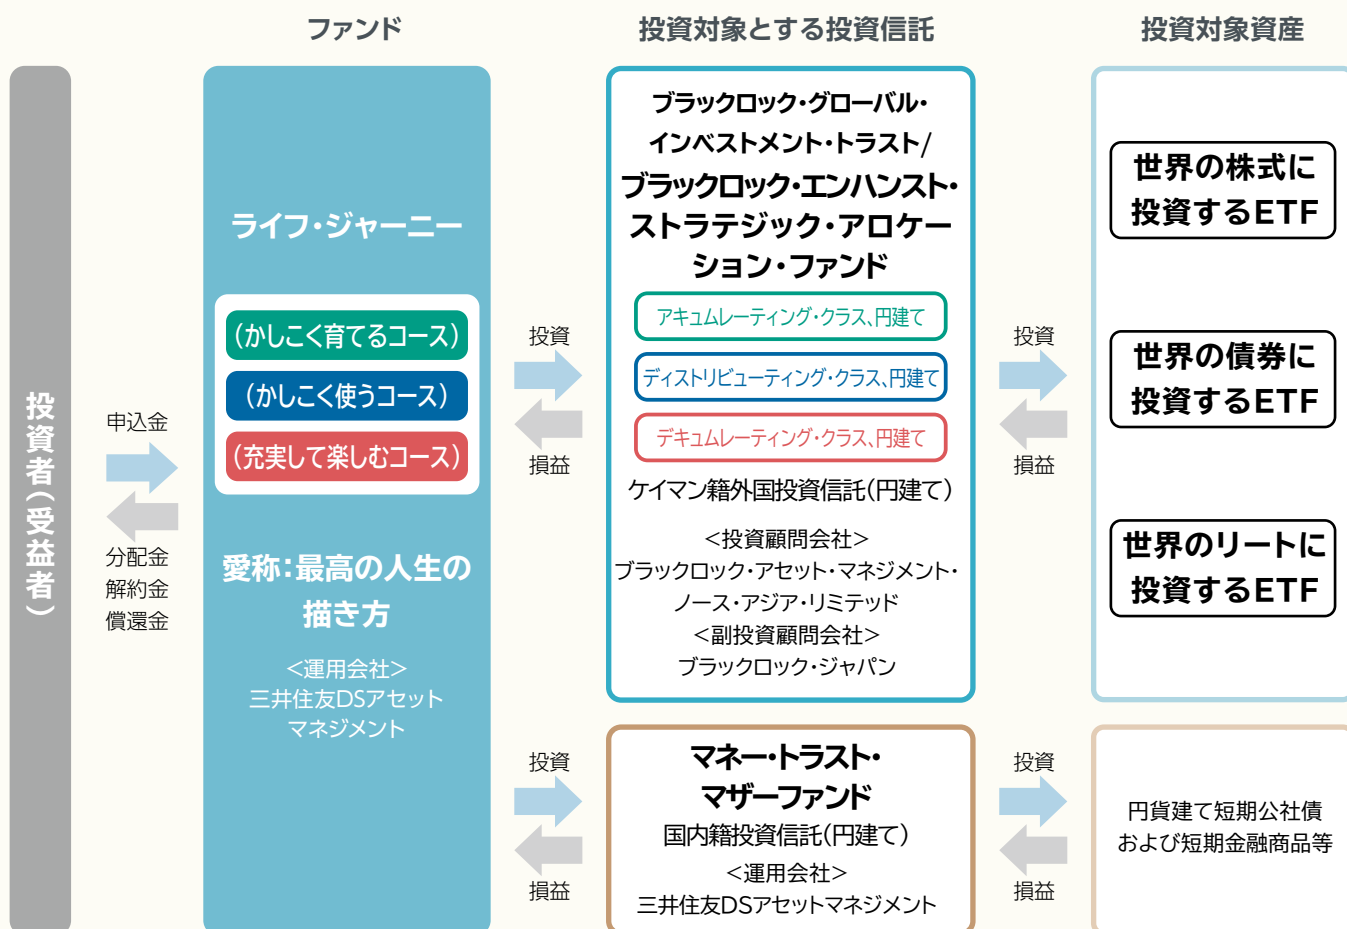 ファンド
投資対象とする投資信託
投資対象資産
投資者(受益者)
申込金
分配金
解約金
償還金
ライフ・ジャーニー
(かしこく育てるコース)
(かしこく使うコース)
(充実して楽しむコース)
愛称:最高の人生の
描き方
<運用会社>
三井住友DSアセット
マネジメント
投資
損益
投資
損益
ブラックロック・グローバル・
インベストメント・トラスト/
ブラックロック・エンハンスト・
ストラテジック・アロケー
ション・ファンド
アキュムレーティング・クラス、円建て
ディストリビューティング・クラス、円建て
デキュムレーティング・クラス、円建て
ケイマン籍外国投資信託(円建て)
<投資顧問会社>
ブラックロック・アセット・マネジメント・
ノース・アジア・リミテッド
<副投資顧問会社>
ブラックロック・ジャパン
マネー・トラスト・
マザーファンド
国内籍投資信託(円建て)
<運用会社>
三井住友DSアセットマネジメント
投資
損益
投資
損益
世界の株式に
投資するETF
世界の債券に
投資するETF
世界のリートに
投資するETF
円貨建て短期公社債
および短期金融商品等